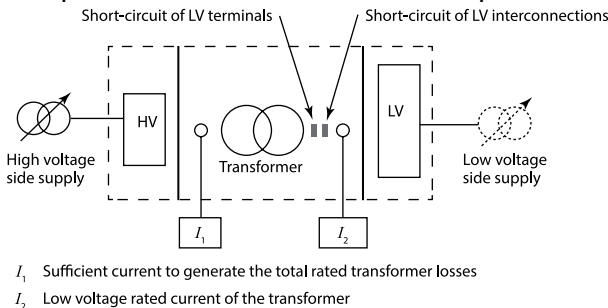 Short-circuit of LV terminals
Short-circuit of LV interconnections
HV
LV
High voltage
side supply
Transformer
Low voltage
side supply
I₁
I₂
I₁ Sufficient current to generate the total rated transformer losses
I₂ Low voltage rated current of the transformer